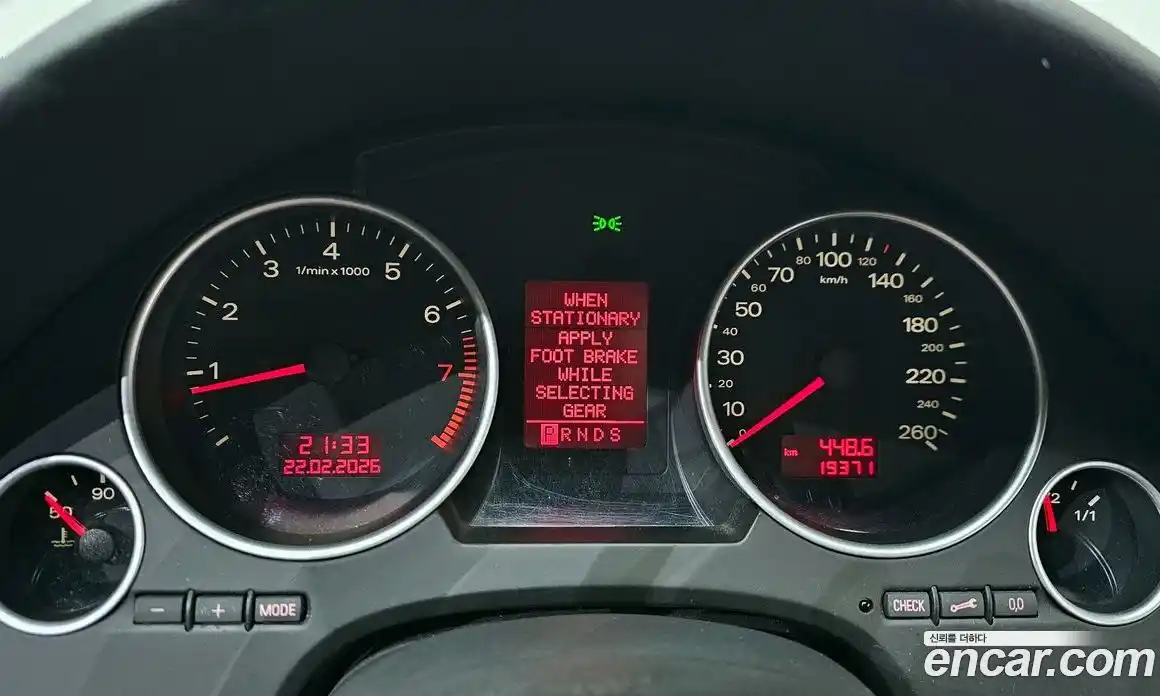 1
2
3
4
5
6
7
1/min x 1000
21:33
22.02.2026
WHEN
STATIONARY
APPLY
FOOT BRAKE
WHILE
SELECTING
GEAR
PRNDS
0
10
20
30
40
50
60
70
80
100
120
140
160
180
200
220
240
260
km/h
km 448.6
19371
50
90
1/1
- + MODE
CHECK 0,0
신뢰를 더하다
encar.com